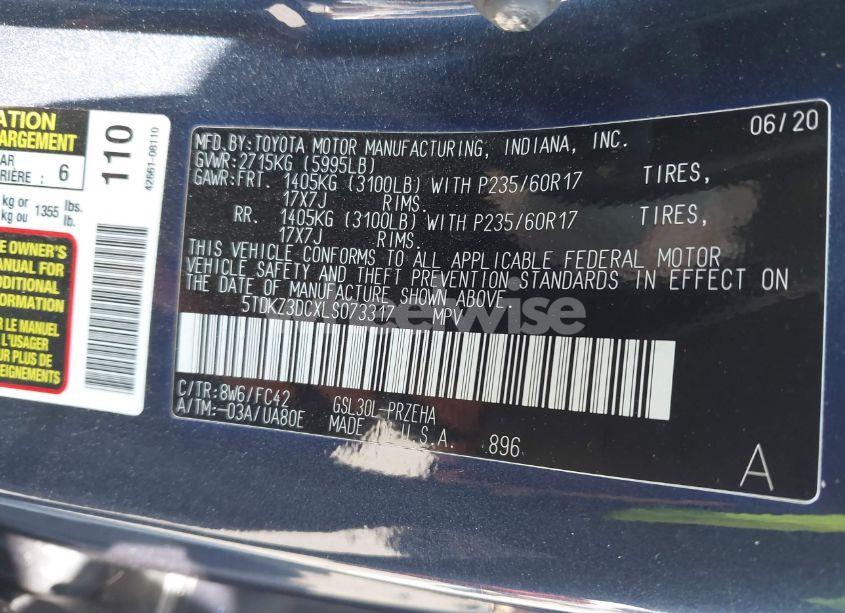 ATION
ARGEMENT
AR
RIÈRE : 6
kg or 1355 lbs.
kg ou lb.
110
42661-08110
E OWNER'S
MANUAL FOR
ADDITIONAL
FORMATION
R LE MANUEL
L'USAGER
UR PLUS DE
EIGNEMENTS
06/20
MFD.BY:TOYOTA MOTOR MANUFACTURING, INDIANA, INC.
GVWR:2715KG (5995LB)
GAWR:FRT. 1405KG (3100LB) WITH P235/60R17 TIRES,
17X7J RIMS.
RR. 1405KG (3100LB) WITH P235/60R17 TIRES,
17X7J RIMS.
THIS VEHICLE CONFORMS TO ALL APPLICABLE FEDERAL MOTOR
VEHICLE SAFETY AND THEFT PREVENTION STANDARDS IN EFFECT ON
THE DATE OF MANUFACTURE SHOWN ABOVE.
5TDKZ3DCXLS073317 MPV
C/TR:8W6/FC42 GSL30L-PRZEHA
A/TM:-03A/UA80E MADE IN U.S.A. 896
A